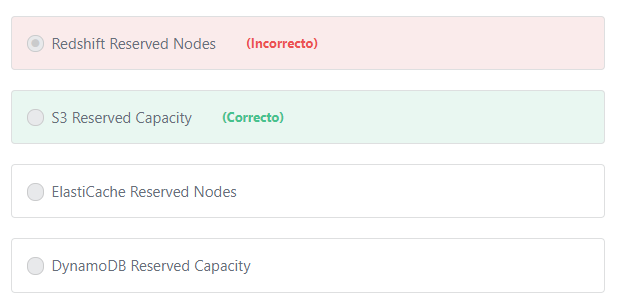 Redshift Reserved Nodes (Incorrecto)
S3 Reserved Capacity (Correcto)
ElastiCache Reserved Nodes
DynamoDB Reserved Capacity